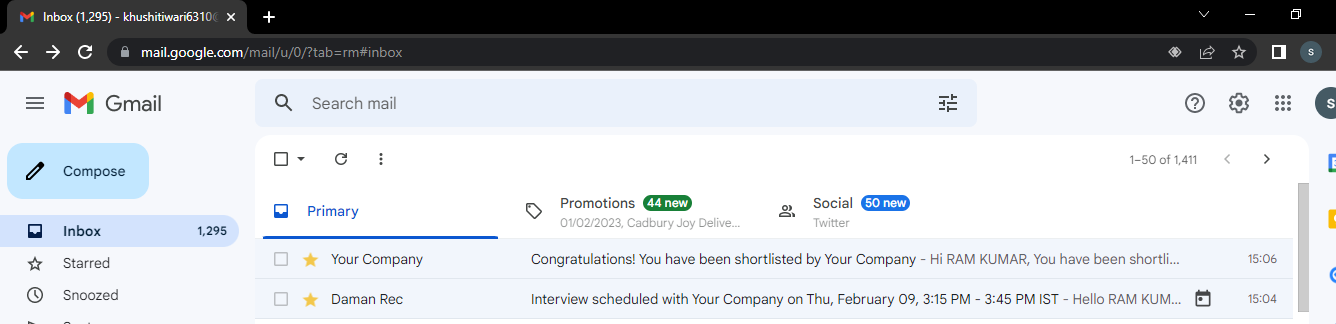 Inbox (1,295) - khushitiwari6310
mail.google.com/mail/u/0/?tab=rm#inbox
S
Gmail
Search mail
S
Compose
1–50 of 1,411
Primary
Promotions 44 new
01/02/2023, Cadbury Joy Delive...
Social 50 new
Twitter
Inbox 1,295
Starred
Snoozed
Your Company Congratulations! You have been shortlisted by Your Company - Hi RAM KUMAR, You have been shortli... 15:06
Daman Rec Interview scheduled with Your Company on Thu, February 09, 3:15 PM - 3:45 PM IST - Hello RAM KUM... 15:04